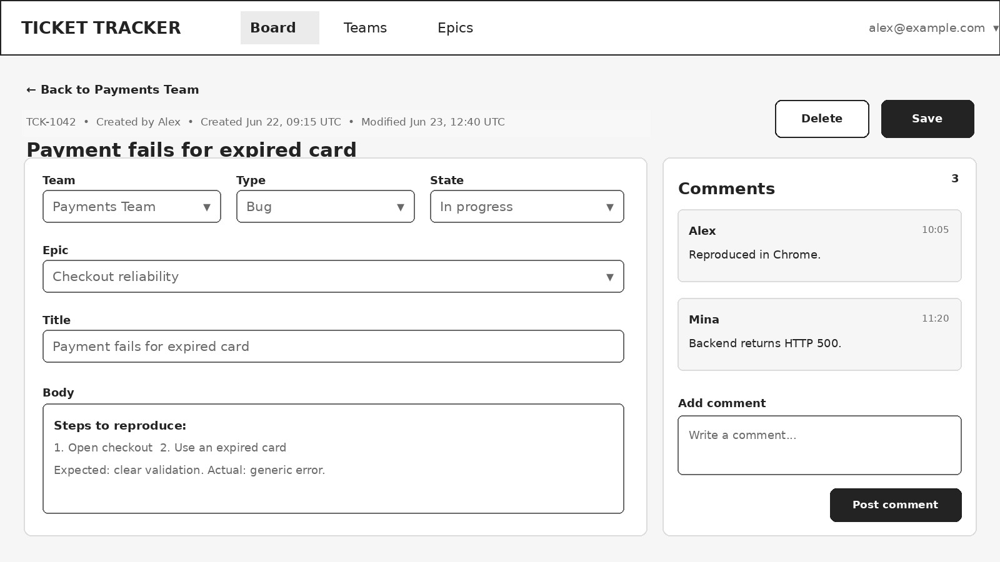 TICKET TRACKER Board Teams Epics alex@example.com ▼
← Back to Payments Team
TCK-1042 • Created by Alex • Created Jun 22, 09:15 UTC • Modified Jun 23, 12:40 UTC
Delete Save
Payment fails for expired card
Team Type State
Payments Team ▼ Bug ▼ In progress ▼
Epic
Checkout reliability ▼
Title
Payment fails for expired card
Body
Steps to reproduce:
1. Open checkout 2. Use an expired card
Expected: clear validation. Actual: generic error.
Comments 3
Alex 10:05
Reproduced in Chrome.
Mina 11:20
Backend returns HTTP 500.
Add comment
Write a comment...
Post comment